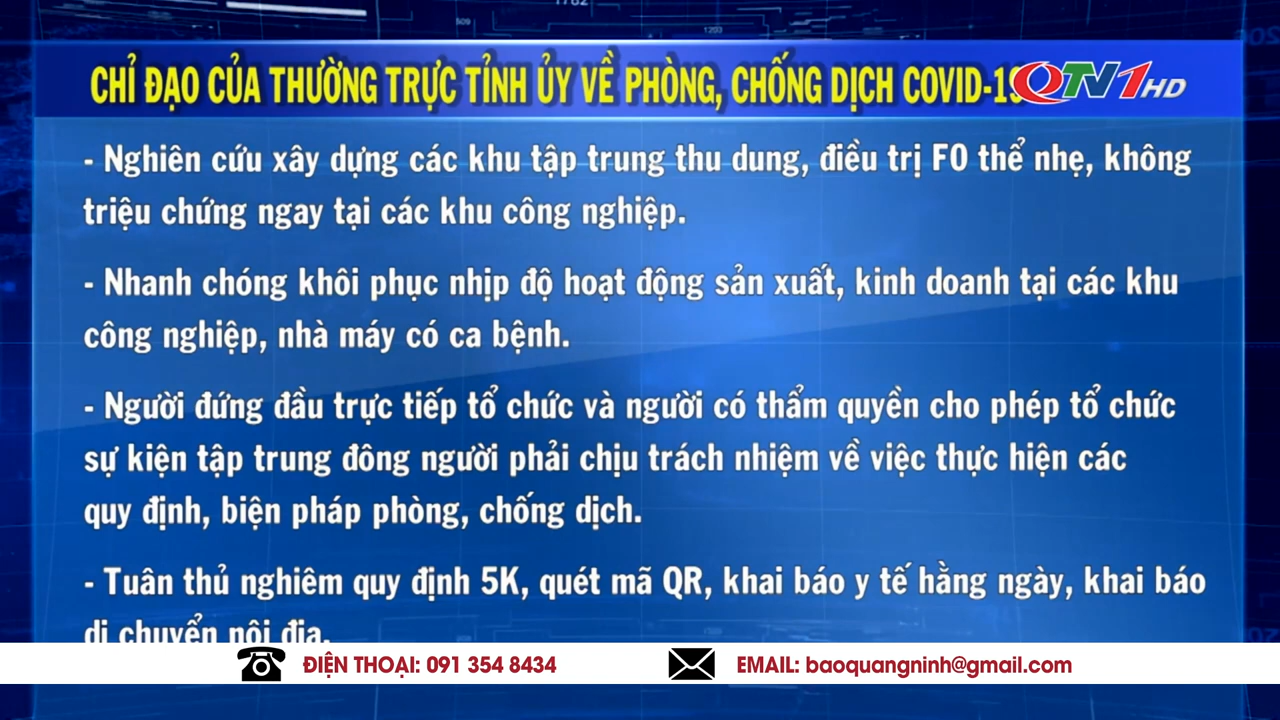 CHỈ ĐẠO CỦA THƯỜNG TRỰC TỈNH ỦY VỀ PHÒNG, CHỐNG DỊCH COVID-19
QTV1HD
- Nghiên cứu xây dựng các khu tập trung thu dung, điều trị F0 thể nhẹ, không
triệu chứng ngay tại các khu công nghiệp.
- Nhanh chóng khôi phục nhịp độ hoạt động sản xuất, kinh doanh tại các khu
công nghiệp, nhà máy có ca bệnh.
- Người đứng đầu trực tiếp tổ chức và người có thẩm quyền cho phép tổ chức
sự kiện tập trung đông người phải chịu trách nhiệm về việc thực hiện các
quy định, biện pháp phòng, chống dịch.
- Tuân thủ nghiêm quy định 5K, quét mã QR, khai báo y tế hằng ngày, khai báo
di chuyển nội địa.
ĐIỆN THOẠI: 091 354 8434
EMAIL: baoquangninh@gmail.com